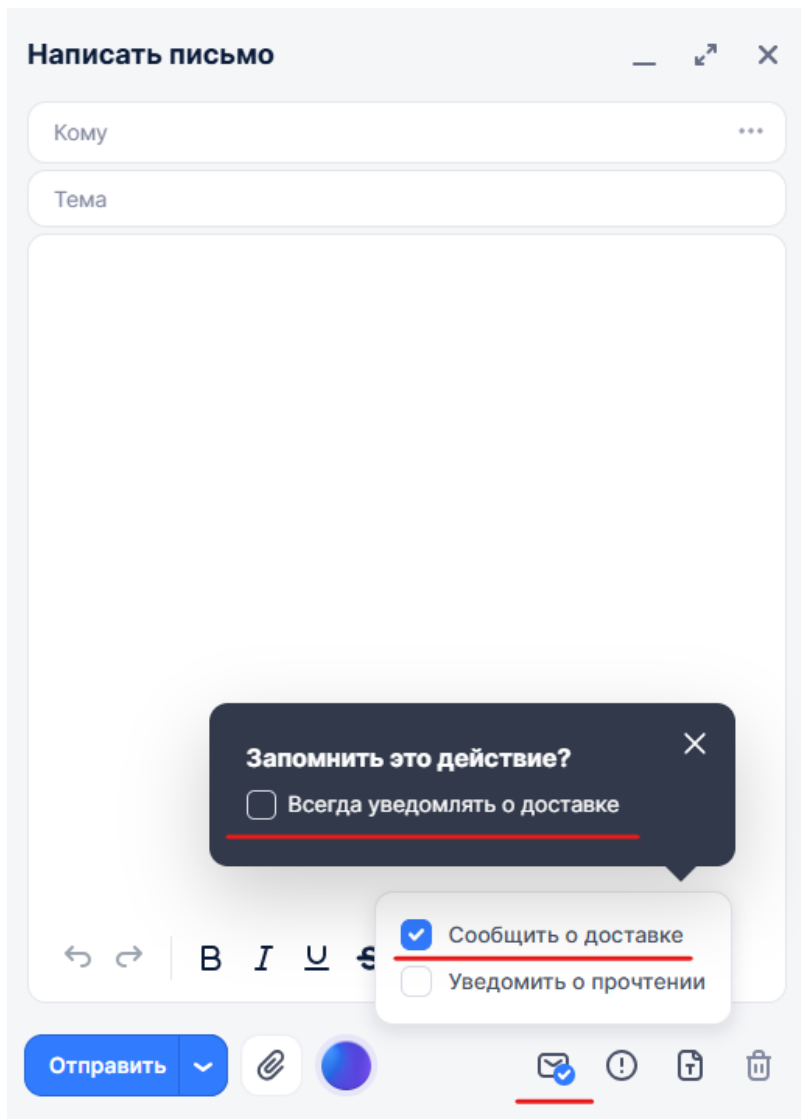 Написать письмо
Кому
Тема
Запомнить это действие?
Всегда уведомлять о доставке
Сообщить о доставке
Уведомить о прочтении
B I U S
Отправить